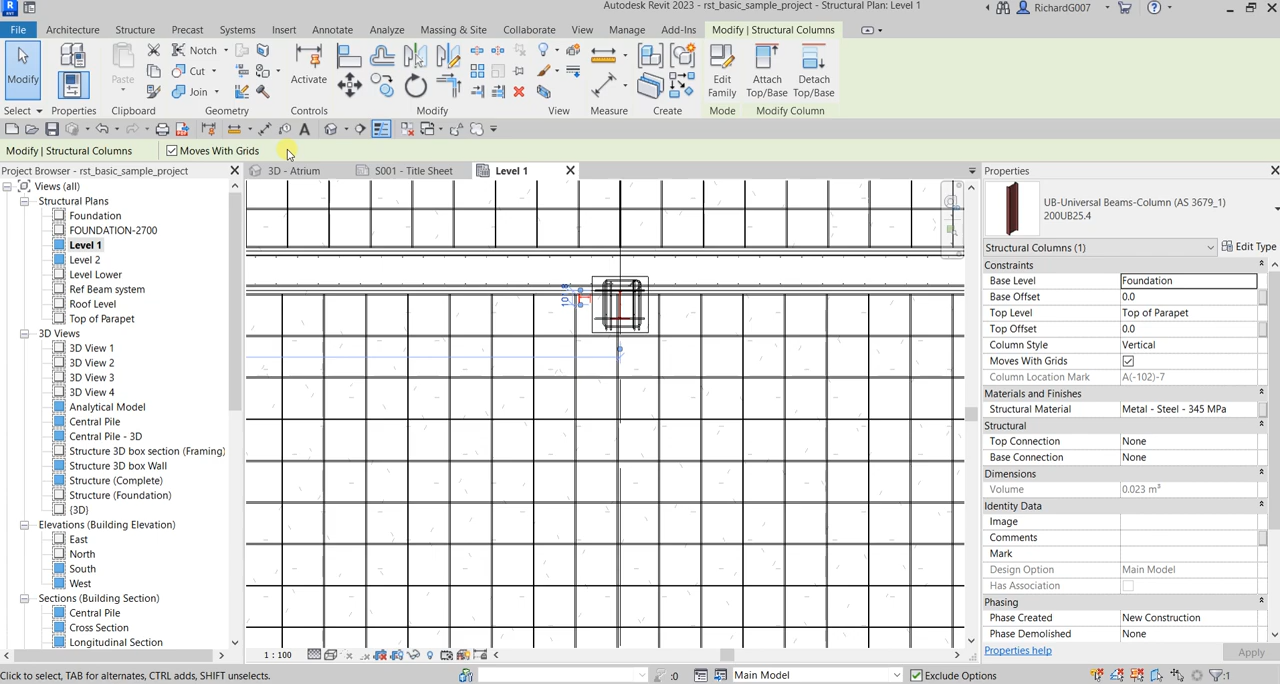 Autodesk Revit 2023 - rst_basic_sample_project - Structural Plan: Level 1
RichardG007
File Architecture Structure Precast Systems Insert Annotate Analyze Massing & Site Collaborate View Manage Add-Ins Modify | Structural Columns
Modify
Paste
Notch
Cut
Join
Activate
Edit Family
Attach Top/Base
Detach Top/Base
Select Properties Clipboard Geometry Controls Modify View Measure Create Mode Modify Column
Modify | Structural Columns
Moves With Grids
Project Browser - rst_basic_sample_project
3D - Atrium
S001 - Title Sheet
Level 1
Properties
Views (all)
Structural Plans
Foundation
FOUNDATION-2700
Level 1
Level 2
Level Lower
Ref Beam system
Roof Level
Top of Parapet
3D Views
3D View 1
3D View 2
3D View 3
3D View 4
Analytical Model
Central Pile
Central Pile - 3D
Structure 3D box section (Framing)
Structure 3D box Wall
Structure (Complete)
Structure (Foundation)
{3D}
Elevations (Building Elevation)
East
North
South
West
Sections (Building Section)
Central Pile
Cross Section
Longitudinal Section
UB-Universal Beams-Column (AS 3679_1)
200UB25.4
Structural Columns (1)
Edit Type
Constraints
Base Level Foundation
Base Offset 0.0
Top Level Top of Parapet
Top Offset 0.0
Column Style Vertical
Moves With Grids
Column Location Mark A(-102)-7
Materials and Finishes
Structural Material Metal - Steel - 345 MPa
Structural
Top Connection None
Base Connection None
Dimensions
Volume 0.023 m³
Identity Data
Image
Comments
Mark
Design Option Main Model
Has Association
Phasing
Phase Created New Construction
Phase Demolished None
Properties help
Apply
1 : 100
Click to select, TAB for alternates, CTRL adds, SHIFT unselects.
:0
Main Model
Exclude Options
:1